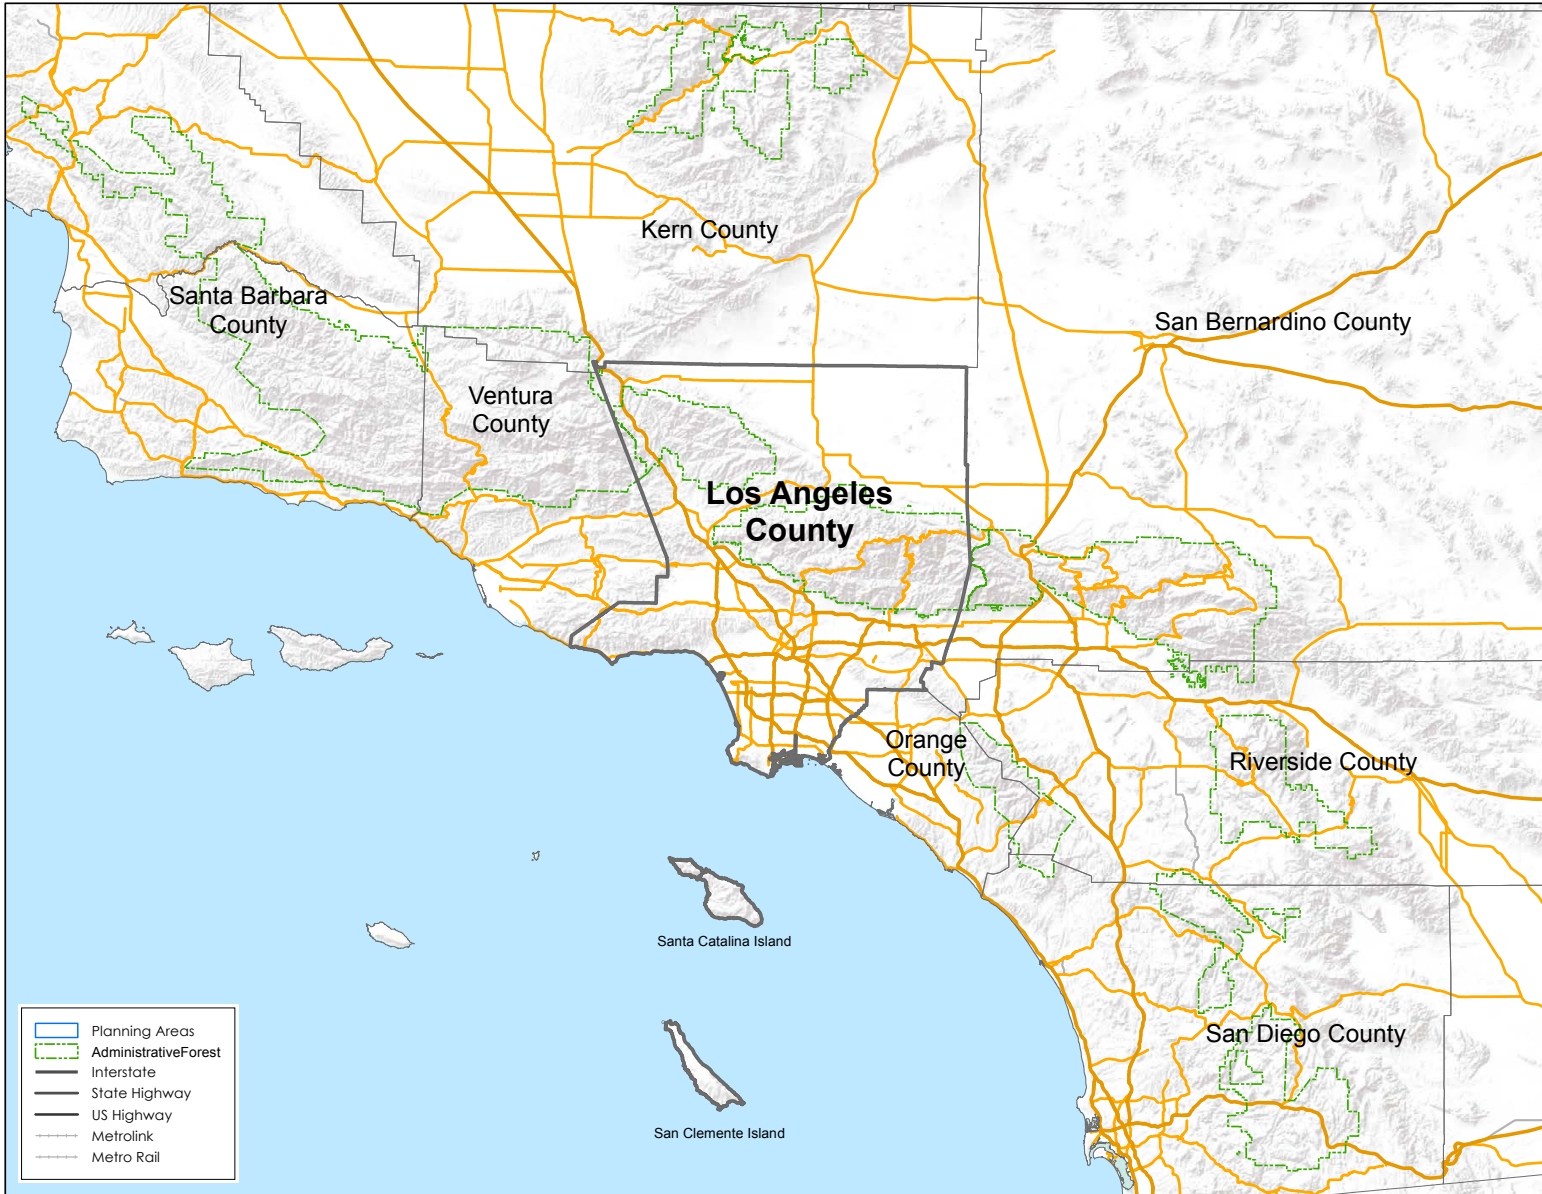 Kern County
Santa Barbara
County
San Bernardino County
Ventura
County
Los Angeles
County
Orange
County
Riverside County
Santa Catalina Island
San Diego County
San Clemente Island
Planning Areas
AdministrativeForest
Interstate
State Highway
US Highway
Metrolink
Metro Rail